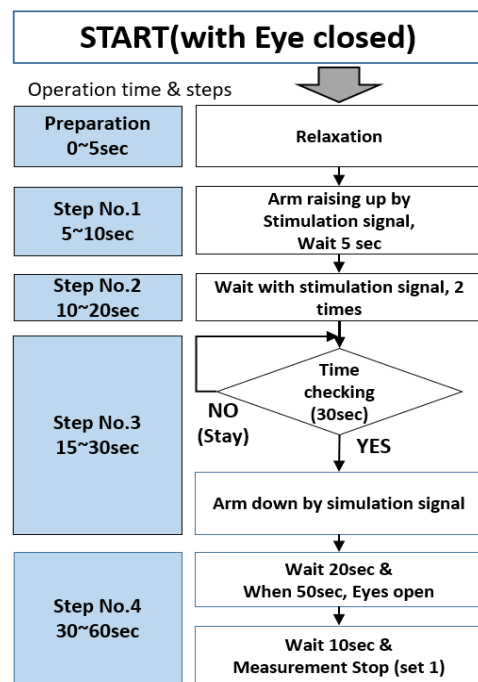 START(with Eye closed)
Operation time & steps
Preparation
0~5sec
Relaxation
Step No.1
5~10sec
Arm raising up by
Stimulation signal,
Wait 5 sec
Step No.2
10~20sec
Wait with stimulation signal, 2
times
Step No.3
15~30sec
Time
checking
(30sec)
NO
(Stay)
YES
Arm down by simulation signal
Step No.4
30~60sec
Wait 20sec &
When 50sec, Eyes open
Wait 10sec &
Measurement Stop (set 1)